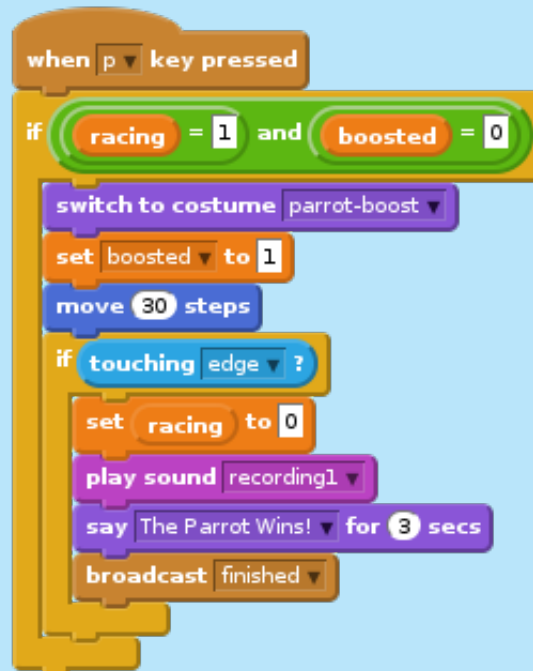 when p key pressed
if racing = 1 and boosted = 0
switch to costume parrot-boost
set boosted to 1
move 30 steps
if touching edge ?
set racing to 0
play sound recording1
say The Parrot Wins! for 3 secs
broadcast finished